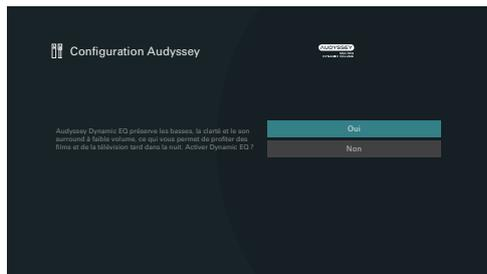 Configuration Audyssey
AUDYSSEY
Audyssey Dynamic EQ préserve les basses, la clarté et le son
surround à faible volume, ce qui vous permet de profiter des
films et de la télévision tard dans la nuit. Activer Dynamic EQ ?
Oui
Non